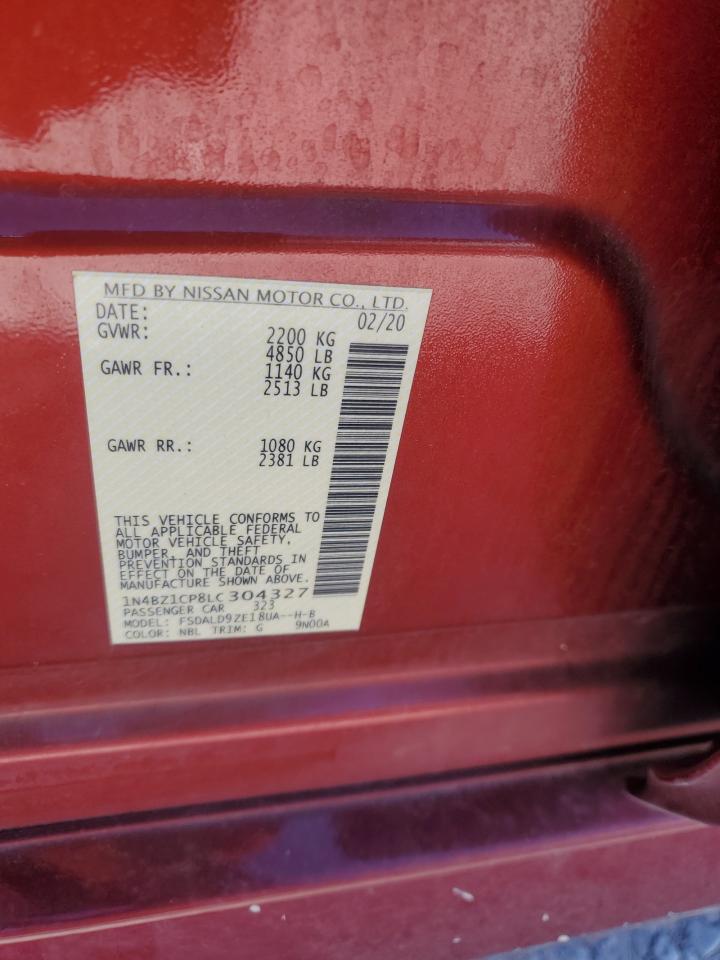 MFD BY NISSAN MOTOR CO., LTD.
DATE: 02/20
GVWR: 2200 KG
4850 LB
GAWR FR.: 1140 KG
2513 LB
GAWR RR.: 1080 KG
2381 LB
THIS VEHICLE CONFORMS TO
ALL APPLICABLE FEDERAL
MOTOR VEHICLE SAFETY,
BUMPER, AND THEFT
PREVENTION STANDARDS IN
EFFECT ON THE DATE OF
MANUFACTURE SHOWN ABOVE.
1N4BZ1CP8LC304327
PASSENGER CAR 323
MODEL: FSDALD9ZE18UA--H-B
COLOR: NBL TRIM: G 9N00A